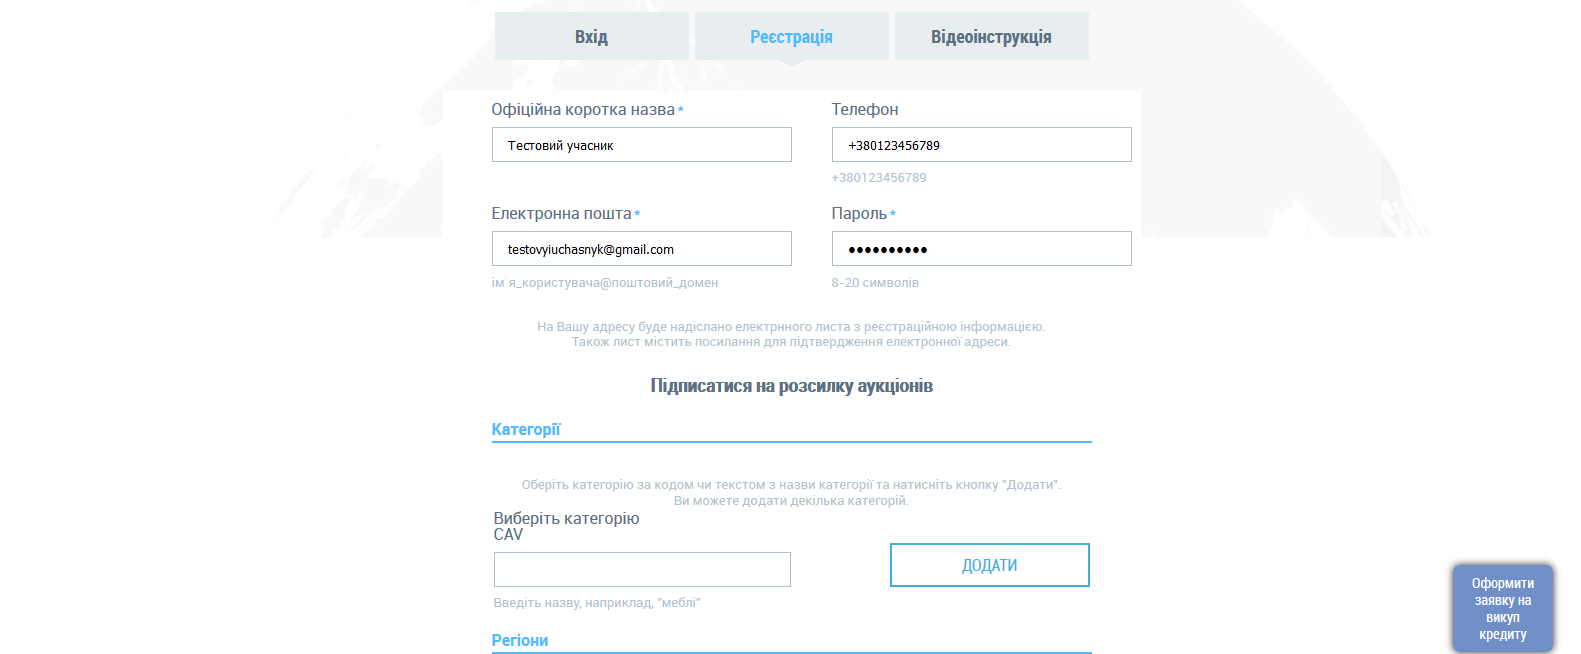 Вхід
Реєстрація
Відеоінструкція
Офіційна коротка назва *
Телефон
Тестовий учасник
+380123456789
+380123456789
Електронна пошта *
Пароль *
testovyiuchasnyk@gmail.com
●●●●●●●●●●
ім`я_користувача@поштовий_домен
8-20 символів
На Вашу адресу буде надіслано електрнного листа з реєстраційною інформацією.
Також лист містить посилання для підтвердження електронної адреси.
Підписатися на розсилку аукціонів
Категорії
Оберіть категорію за кодом чи текстом з назви категорії та натисніть кнопку "Додати".
Ви можете додати декілька категорій.
Виберіть категорію
CAV
ДОДАТИ
Введіть назву, наприклад, "меблі"
Регіони
Оформити
заявку на
викуп
кредиту